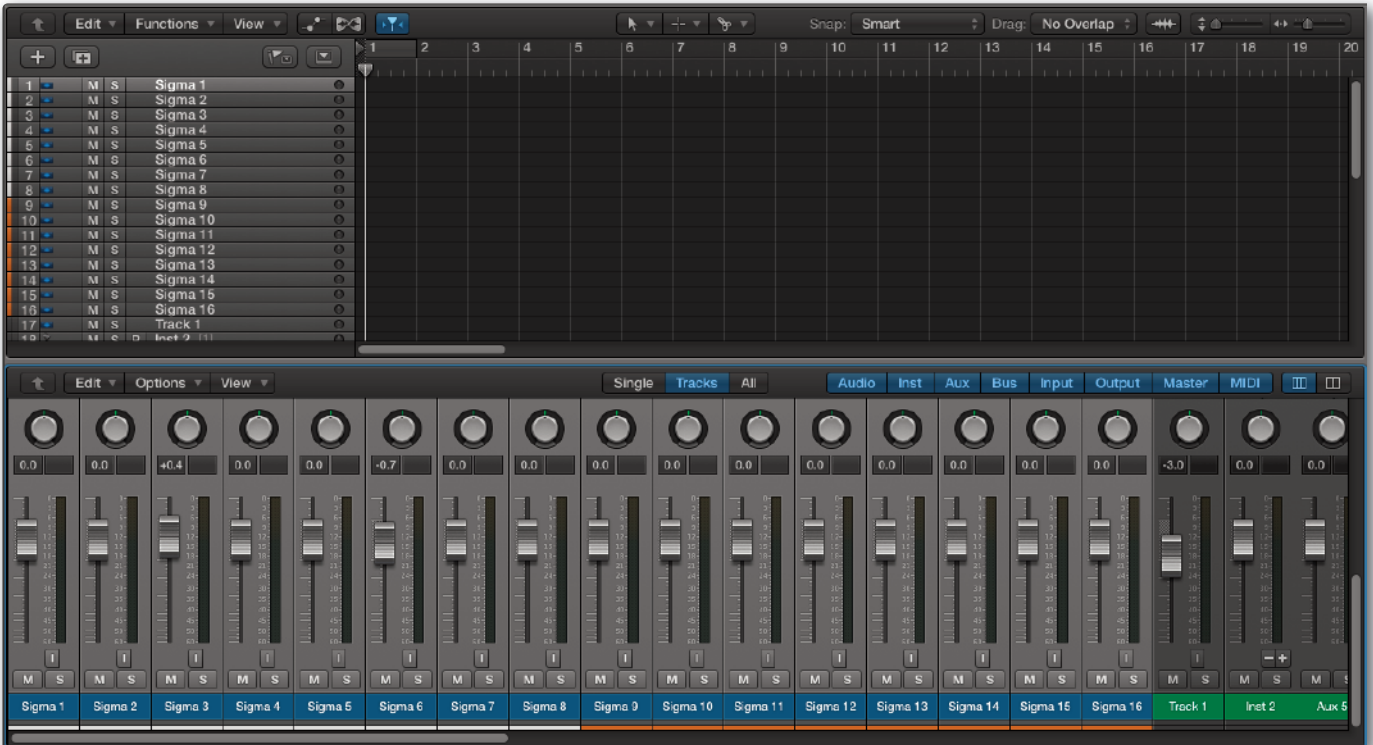 Edit Functions View Snap: Smart Drag: No Overlap
1 2 3 4 5 6 7 8 9 10 11 12 13 14 15 16 17 18 19 20
1 M S Sigma 1
2 M S Sigma 2
3 M S Sigma 3
4 M S Sigma 4
5 M S Sigma 5
6 M S Sigma 6
7 M S Sigma 7
8 M S Sigma 8
9 M S Sigma 9
10 M S Sigma 10
11 M S Sigma 11
12 M S Sigma 12
13 M S Sigma 13
14 M S Sigma 14
15 M S Sigma 15
16 M S Sigma 16
17 M S Track 1
18 M S R Inst 2
Edit Options View Single Tracks All Audio Inst Aux Bus Input Output Master MIDI
0.0 0.0 +0.4 0.0 0.0 -0.7 0.0 0.0 0.0 0.0 0.0 0.0 0.0 0.0 0.0 0.0 -3.0 0.0 0.0
I I I I I I I I I I I I I I I I I - +
M S M S M S M S M S M S M S M S M S M S M S M S M S M S M S M S M S M S M S
Sigma 1 Sigma 2 Sigma 3 Sigma 4 Sigma 5 Sigma 6 Sigma 7 Sigma 8 Sigma 9 Sigma 10 Sigma 11 Sigma 12 Sigma 13 Sigma 14 Sigma 15 Sigma 16 Track 1 Inst 2 Aux 5